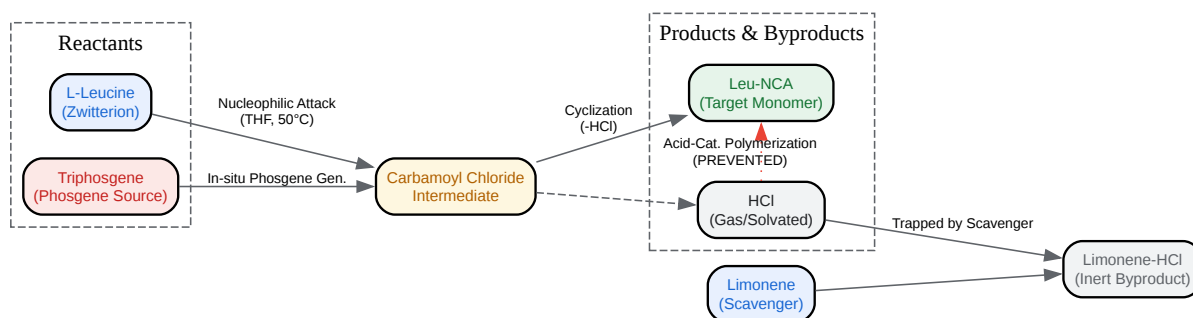 Reactants
L-Leucine
(Zwitterion)
Triphosgene
(Phosgene Source)
Nucleophilic Attack
(THF, 50°C)
In-situ Phosgene Gen.
Carbamoyl Chloride
Intermediate
Cyclization
(-HCl)
Products & Byproducts
Leu-NCA
(Target Monomer)
Acid-Cat. Polymerization
(PREVENTED)
HCl
(Gas/Solvated)
Trapped by Scavenger
Limonene
(Scavenger)
Limonene-HCl
(Inert Byproduct)